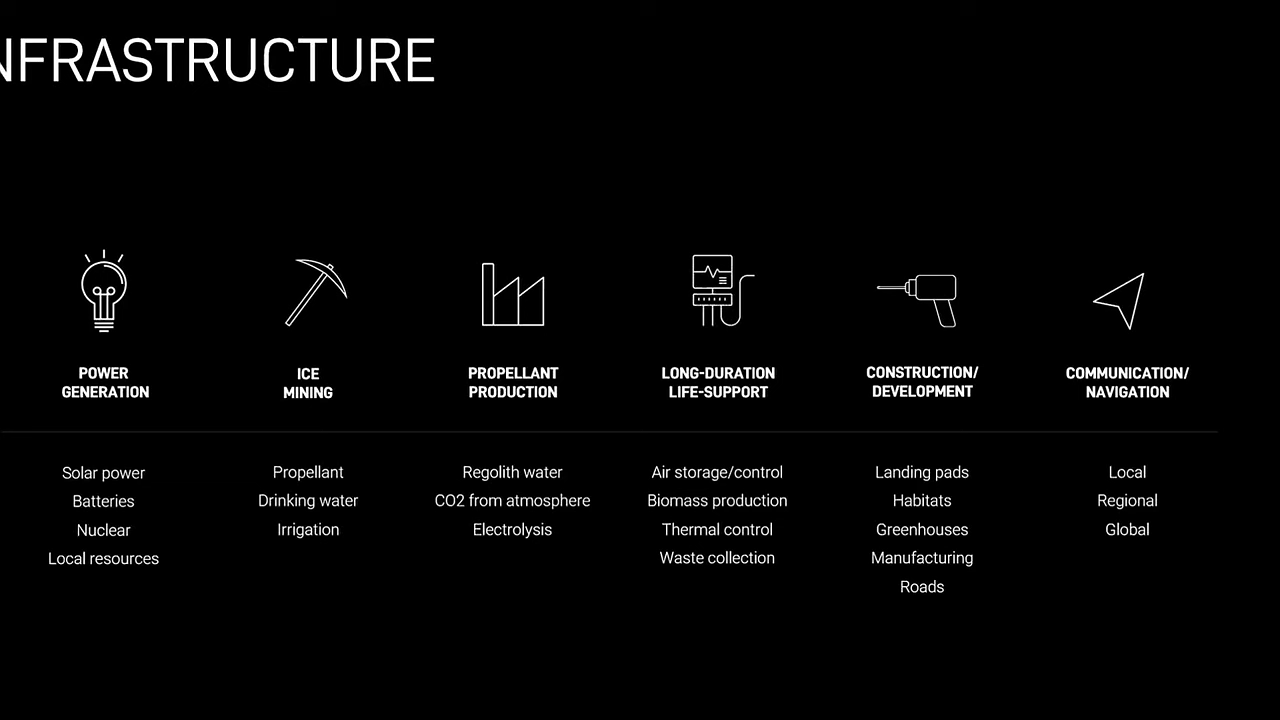 NFRASTRUCTURE
POWER
GENERATION
Solar power
Batteries
Nuclear
Local resources
ICE
MINING
Propellant
Drinking water
Irrigation
PROPELLANT
PRODUCTION
Regolith water
CO2 from atmosphere
Electrolysis
LONG-DURATION
LIFE-SUPPORT
Air storage/control
Biomass production
Thermal control
Waste collection
CONSTRUCTION/
DEVELOPMENT
Landing pads
Habitats
Greenhouses
Manufacturing
Roads
COMMUNICATION/
NAVIGATION
Local
Regional
Global